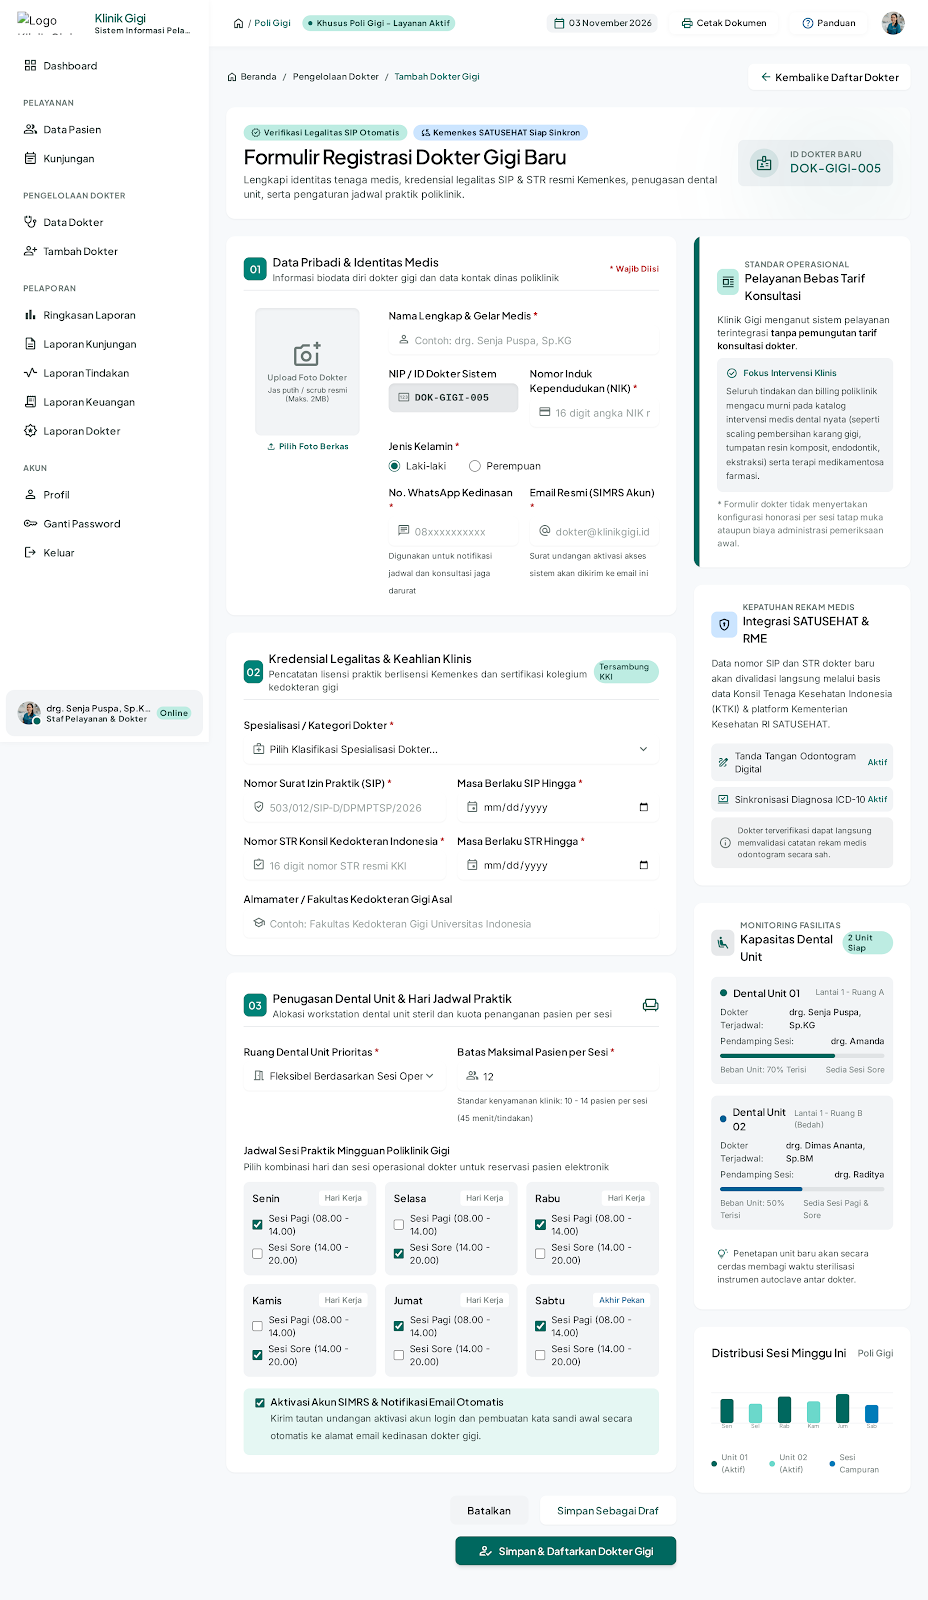 Logo
Klinik Gigi
Klinik Gigi
Sistem Informasi Pela...
/ Poli Gigi
Khusus Poli Gigi - Layanan Aktif
03 November 2026
Cetak Dokumen
Panduan
Dashboard
PELAYANAN
Data Pasien
Kunjungan
PENGELOLAAN DOKTER
Data Dokter
Tambah Dokter
PELAPORAN
Ringkasan Laporan
Laporan Kunjungan
Laporan Tindakan
Laporan Keuangan
Laporan Dokter
AKUN
Profil
Ganti Password
Keluar
drg. Senja Puspa, Sp.K...
Staf Pelayanan & Dokter
Online
Beranda / Pengelolaan Dokter / Tambah Dokter Gigi
Kembali ke Daftar Dokter
Verifikasi Legalitas SIP Otomatis
Kemenkes SATUSEHAT Siap Sinkron
Formulir Registrasi Dokter Gigi Baru
Lengkapi identitas tenaga medis, kredensial legalitas SIP & STR resmi Kemenkes, penugasan dental
unit, serta pengaturan jadwal praktik poliklinik.
ID DOKTER BARU
DOK-GIGI-005
01
Data Pribadi & Identitas Medis
Informasi biodata diri dokter gigi dan data kontak dinas poliklinik
* Wajib Diisi
Upload Foto Dokter
Jas putih / scrub resmi
(Maks. 2MB)
Pilih Foto Berkas
Nama Lengkap & Gelar Medis *
Contoh: drg. Senja Puspa, Sp.KG
NIP / ID Dokter Sistem
DOK-GIGI-005
Nomor Induk
Kependudukan (NIK) *
16 digit angka NIK r
Jenis Kelamin *
Laki-laki
Perempuan
No. WhatsApp Kedinasan
*
08xxxxxxxxxx
Digunakan untuk notifikasi
jadwal dan konsultasi jaga
darurat
Email Resmi (SIMRS Akun)
*
dokter@klinikgigi.id
Surat undangan aktivasi akses
sistem akan dikirim ke email ini
02
Kredensial Legalitas & Keahlian Klinis
Pencatatan lisensi praktik berlisensi Kemenkes dan sertifikasi kolegium
kedokteran gigi
Tersambung
KKI
Spesialisasi / Kategori Dokter *
Pilih Klasifikasi Spesialisasi Dokter...
Nomor Surat Izin Praktik (SIP) *
503/012/SIP-D/DPMPTSP/2026
Masa Berlaku SIP Hingga *
mm/dd/yyyy
Nomor STR Konsil Kedokteran Indonesia *
16 digit nomor STR resmi KKI
Masa Berlaku STR Hingga *
mm/dd/yyyy
Almamater / Fakultas Kedokteran Gigi Asal
Contoh: Fakultas Kedokteran Gigi Universitas Indonesia
03
Penugasan Dental Unit & Hari Jadwal Praktik
Alokasi workstation dental unit steril dan kuota penanganan pasien per sesi
Ruang Dental Unit Prioritas *
Fleksibel Berdasarkan Sesi Oper
Batas Maksimal Pasien per Sesi *
12
Standar kenyamanan klinik: 10 - 14 pasien per sesi
(45 menit/tindakan)
Jadwal Sesi Praktik Mingguan Poliklinik Gigi
Pilih kombinasi hari dan sesi operasional dokter untuk reservasi pasien elektronik
Senin
Hari Kerja
Sesi Pagi (08.00 -
14.00)
Sesi Sore (14.00 -
20.00)
Selasa
Hari Kerja
Sesi Pagi (08.00 -
14.00)
Sesi Sore (14.00 -
20.00)
Rabu
Hari Kerja
Sesi Pagi (08.00 -
14.00)
Sesi Sore (14.00 -
20.00)
Kamis
Hari Kerja
Sesi Pagi (08.00 -
14.00)
Sesi Sore (14.00 -
20.00)
Jumat
Hari Kerja
Sesi Pagi (08.00 -
14.00)
Sesi Sore (14.00 -
20.00)
Sabtu
Akhir Pekan
Sesi Pagi (08.00 -
14.00)
Sesi Sore (14.00 -
20.00)
Aktivasi Akun SIMRS & Notifikasi Email Otomatis
Kirim tautan undangan aktivasi akun login dan pembuatan kata sandi awal secara
otomatis ke alamat email kedinasan dokter gigi.
Batalkan
Simpan Sebagai Draf
Simpan & Daftarkan Dokter Gigi
STANDAR OPERASIONAL
Pelayanan Bebas Tarif
Konsultasi
Klinik Gigi menganut sistem pelayanan
terintegrasi tanpa pemungutan tarif
konsultasi dokter.
Fokus Intervensi Klinis
Seluruh tindakan dan billing poliklinik
mengacu murni pada katalog
intervensi medis dental nyata (seperti
scaling pembersihan karang gigi,
tumpatan resin komposit, endodontik,
ekstraksi) serta terapi medikamentosa
farmasi.
* Formulir dokter tidak menyertakan
konfigurasi honorasi per sesi tatap muka
ataupun biaya administrasi pemeriksaan
awal.
KEPATUHAN REKAM MEDIS
Integrasi SATUSEHAT &
RME
Data nomor SIP dan STR dokter baru
akan divalidasi langsung melalui basis
data Konsil Tenaga Kesehatan Indonesia
(KTKI) & platform Kementerian
Kesehatan RI SATUSEHAT.
Tanda Tangan Odontogram
Digital
Aktif
Sinkronisasi Diagnosa ICD-10
Aktif
Dokter terverifikasi dapat langsung
memvalidasi catatan rekam medis
odontogram secara sah.
MONITORING FASILITAS
Kapasitas Dental
Unit
2 Unit
Siap
Dental Unit 01
Lantai 1 - Ruang A
Dokter
Terjadwal:
drg. Senja Puspa,
Sp.KG
Pendamping Sesi:
drg. Amanda
Beban Unit: 70% Terisi
Sedia Sesi Sore
Dental Unit
02
Lantai 1 - Ruang B
(Bedah)
Dokter
Terjadwal:
drg. Dimas Ananta,
Sp.BM
Pendamping Sesi:
drg. Raditya
Beban Unit: 50%
Terisi
Sedia Sesi Pagi &
Sore
Penetapan unit baru akan secara
cerdas membagi waktu sterilisasi
instrumen autoclave antar dokter.
Distribusi Sesi Minggu Ini
Poli Gigi
Sen
Sel
Rab
Kam
Jum
Sab
Unit 01
(Aktif)
Unit 02
(Aktif)
Sesi
Campuran